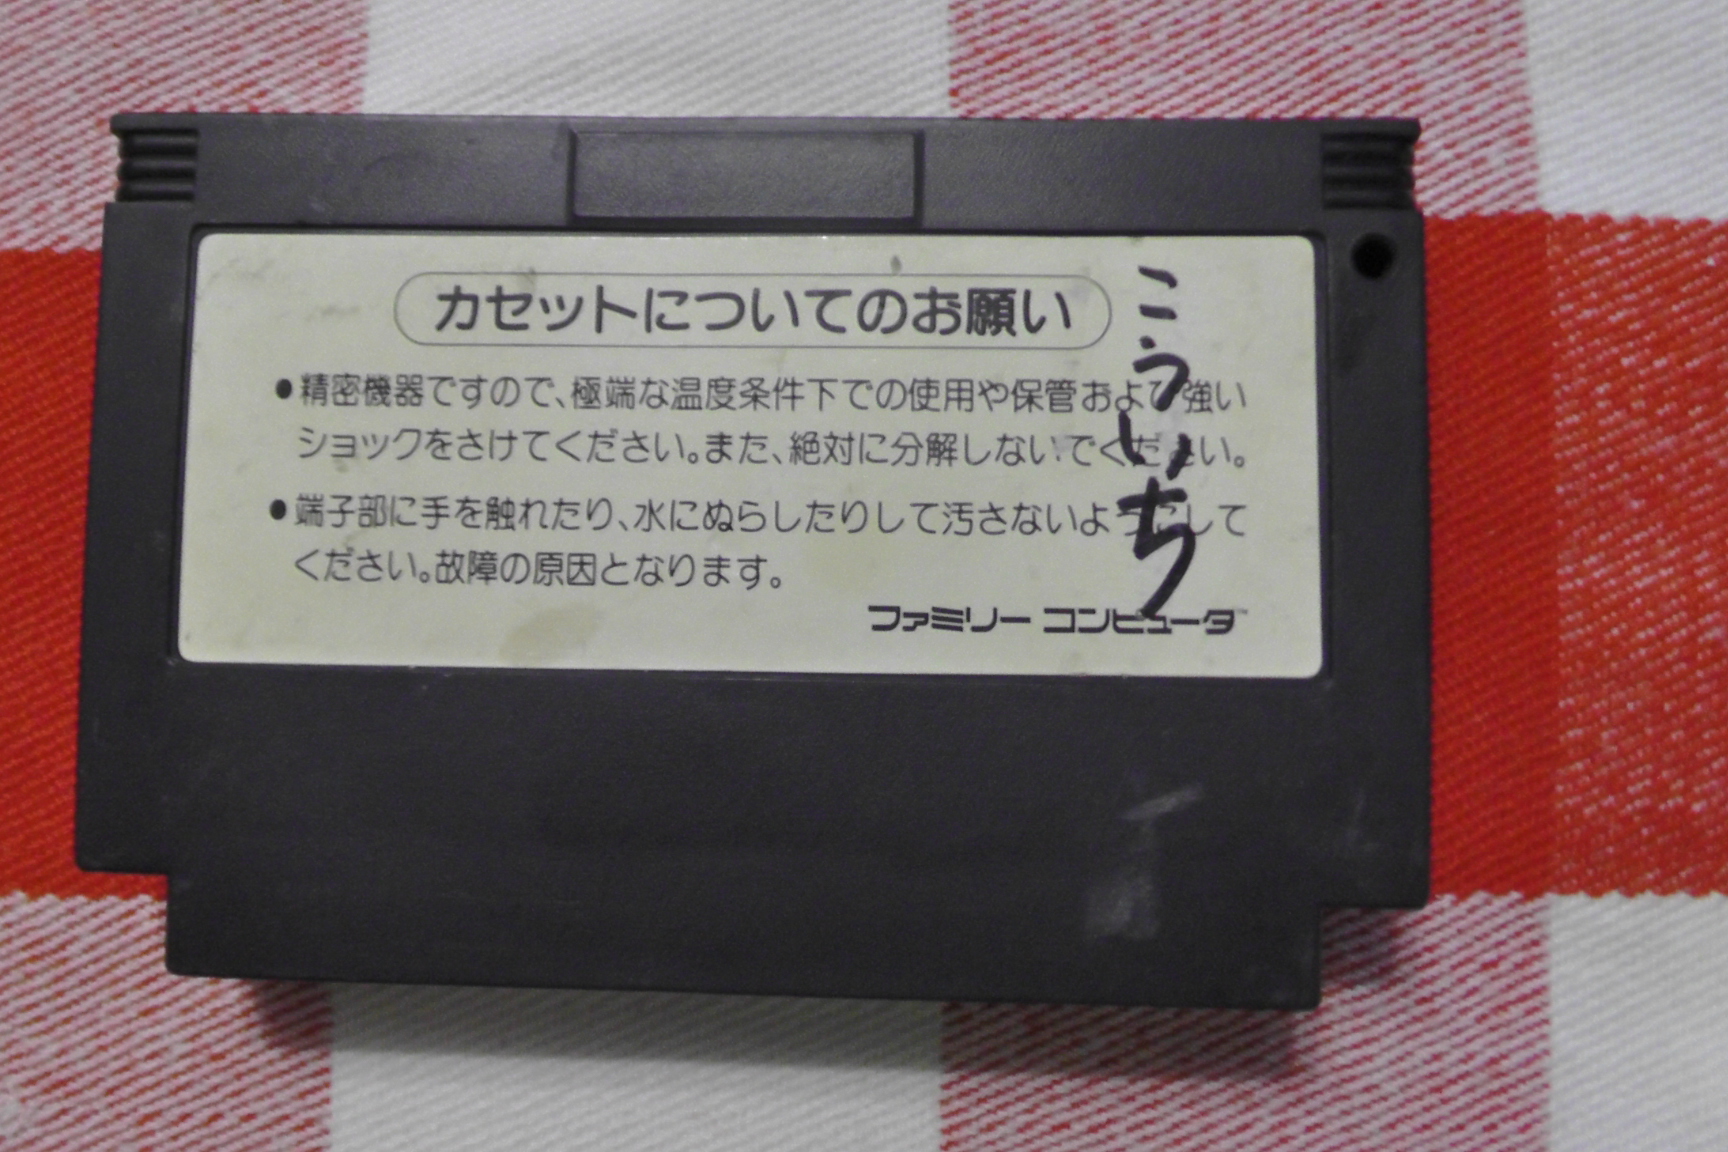 カセットについてのお願い
●精密機器ですので、極端な温度条件下での使用や保管および強い
ショックをさけてください。また、絶対に分解しないでください。
●端子部に手を触れたり、水にぬらしたりして汚さないようにして
ください。故障の原因となります。
ファミリー コンピュータ™
こういち